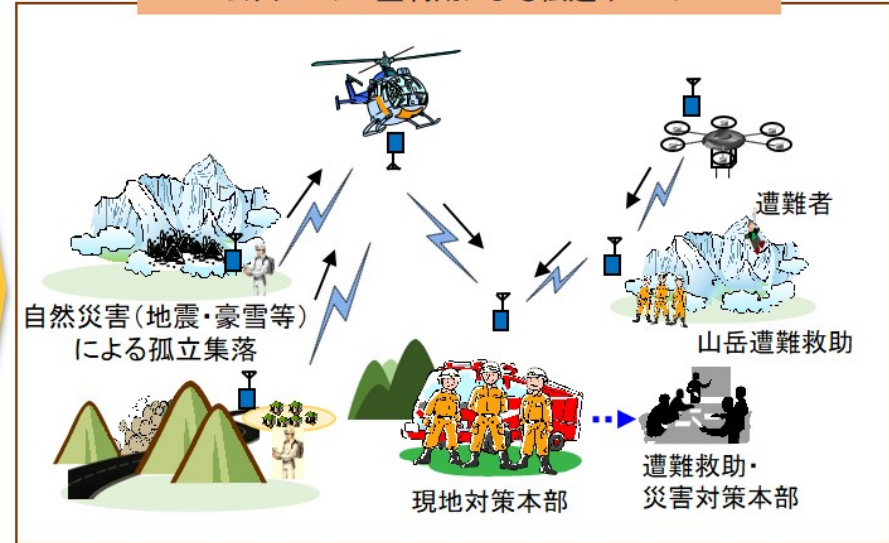 遭難者
自然災害(地震・豪雪等)
による孤立集落
山岳遭難救助
現地対策本部
遭難救助・
災害対策本部